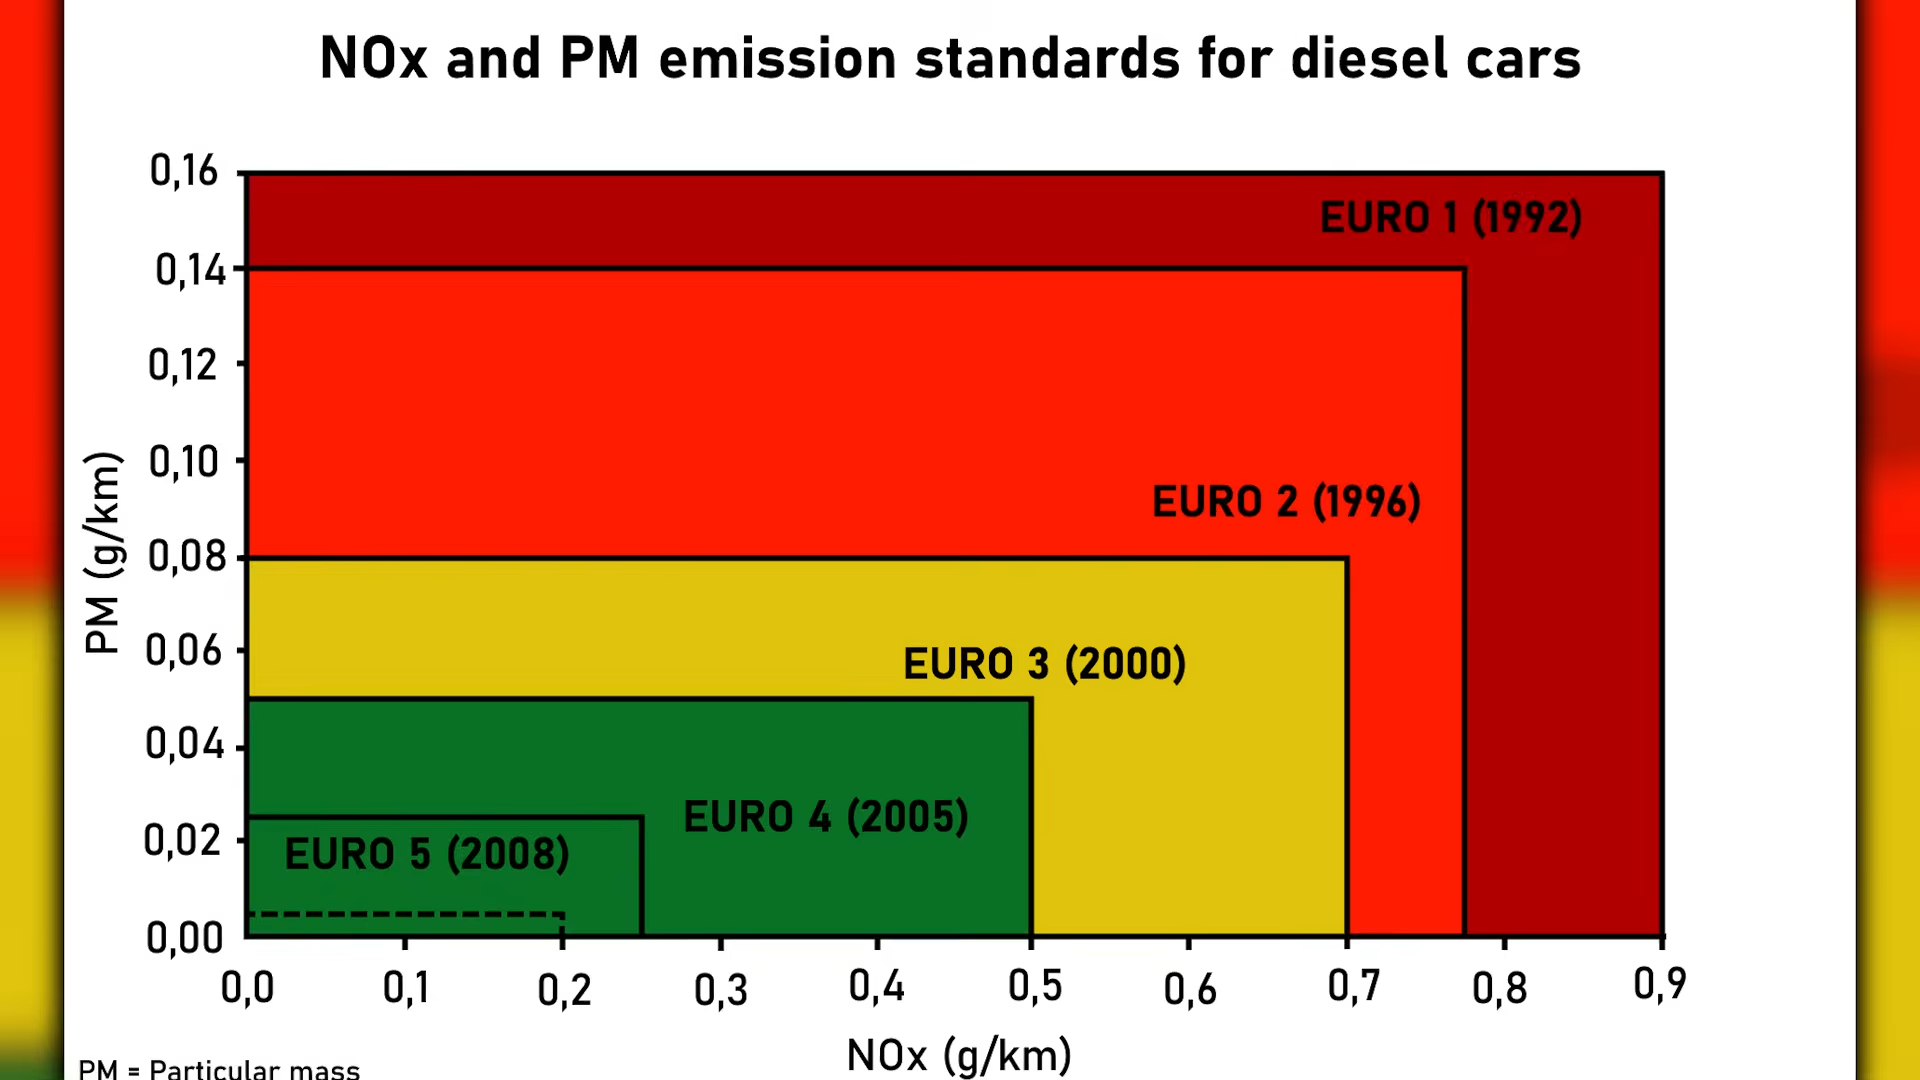 NOx and PM emission standards for diesel cars
0,16
EURO 1 (1992)
0,14
0,12
0,10
EURO 2 (1996)
PM (g/km)
0,08
0,06
EURO 3 (2000)
0,04
EURO 4 (2005)
0,02
EURO 5 (2008)
0,00
0,0 0,1 0,2 0,3 0,4 0,5 0,6 0,7 0,8 0,9
NOx (g/km)
PM = Particular mass